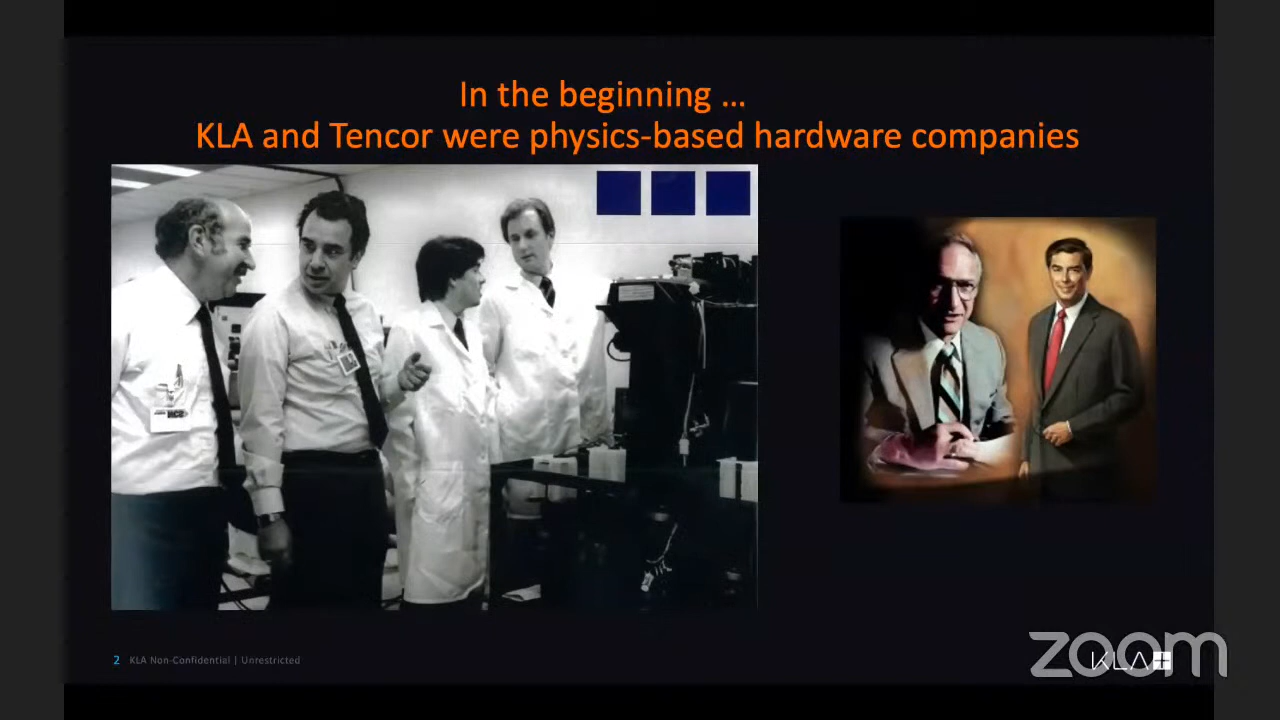 In the beginning ...
KLA and Tencor were physics-based hardware companies
2 KLA Non-Confidential | Unrestricted
KLA
zoom